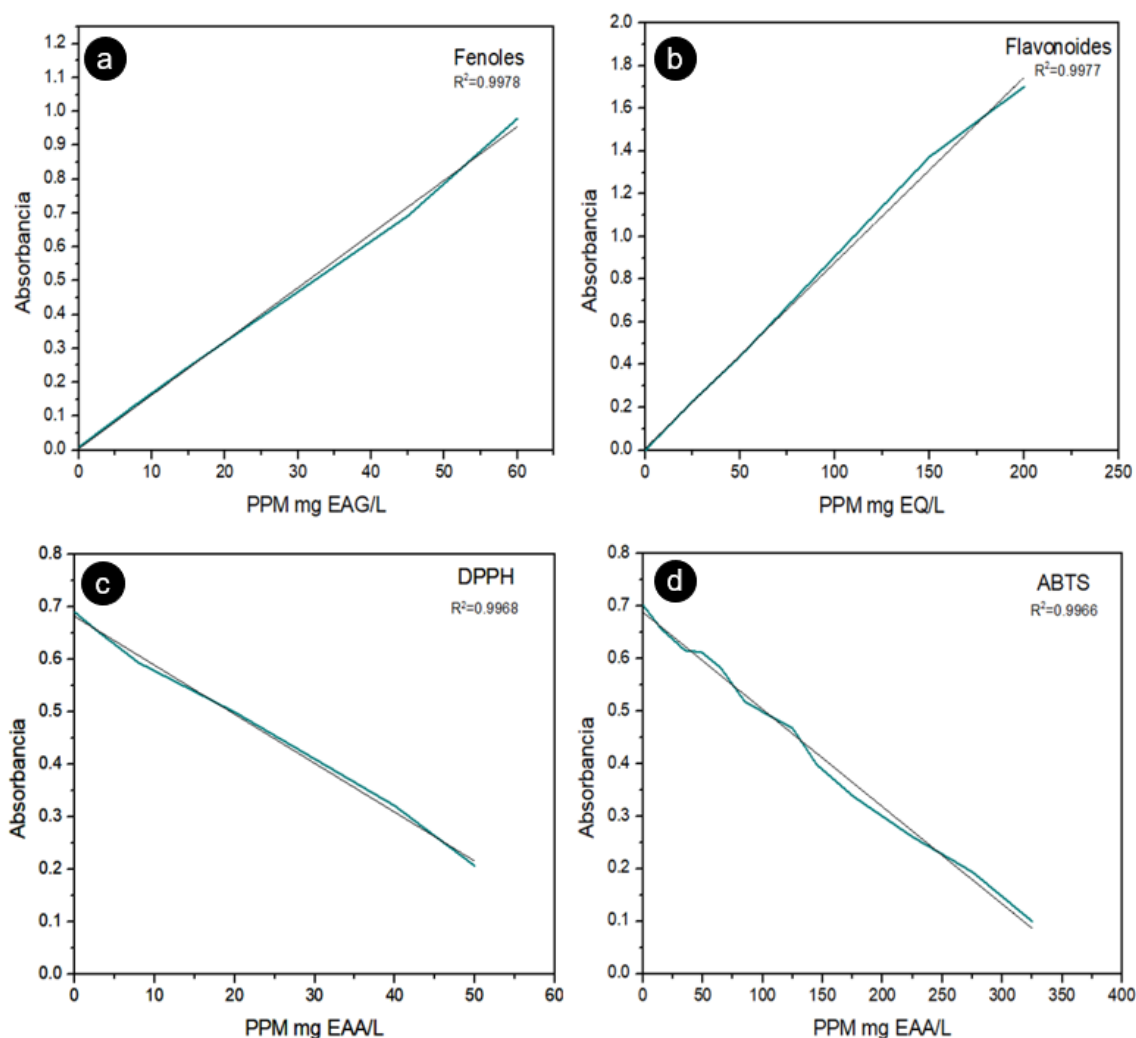 a
Fenoles
R²=0.9978
1.2
1.1
1.0
0.9
0.8
0.7
0.6
0.5
0.4
0.3
0.2
0.1
0.0
Absorbancia
0 10 20 30 40 50 60
PPM mg EAG/L
b
Flavonoides
R²=0.9977
2.0
1.8
1.6
1.4
1.2
1.0
0.8
0.6
0.4
0.2
0.0
Absorbancia
0 50 100 150 200 250
PPM mg EQ/L
c
DPPH
R²=0.9968
0.8
0.7
0.6
0.5
0.4
0.3
0.2
0.1
0.0
Absorbancia
0 10 20 30 40 50 60
PPM mg EAA/L
d
ABTS
R²=0.9966
0.8
0.7
0.6
0.5
0.4
0.3
0.2
0.1
0.0
Absorbancia
0 50 100 150 200 250 300 350 400
PPM mg EAA/L